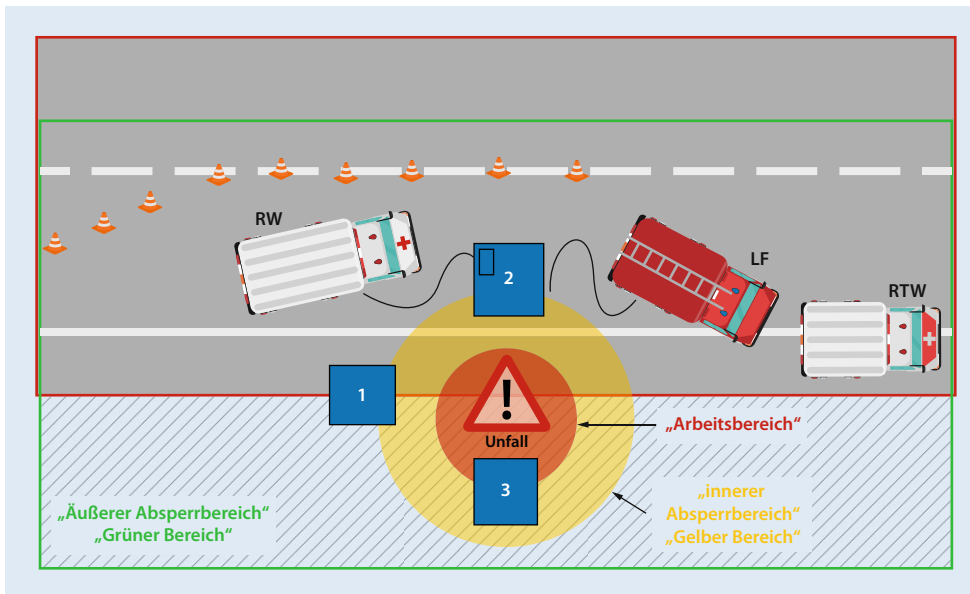 RW
2
LF
RTW
1
Unfall
„Arbeitsbereich“
3
„innerer
Absperrbereich“
„Gelber Bereich“
„Äußerer Absperrbereich“
„Grüner Bereich“